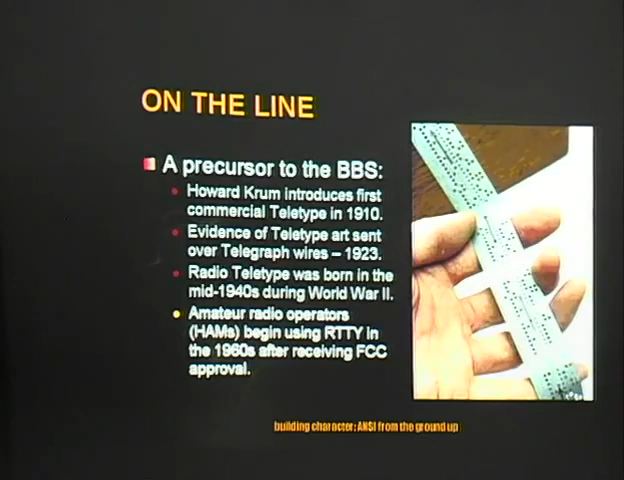 ON THE LINE
A precursor to the BBS:
Howard Krum introduces first
commercial Teletype in 1910.
Evidence of Teletype art sent
over Telegraph wires – 1923.
Radio Teletype was born in the
mid-1940s during World War II.
Amateur radio operators
(HAMs) begin using RTTY in
the 1960s after receiving FCC
approval.
building character: ANSI from the ground up